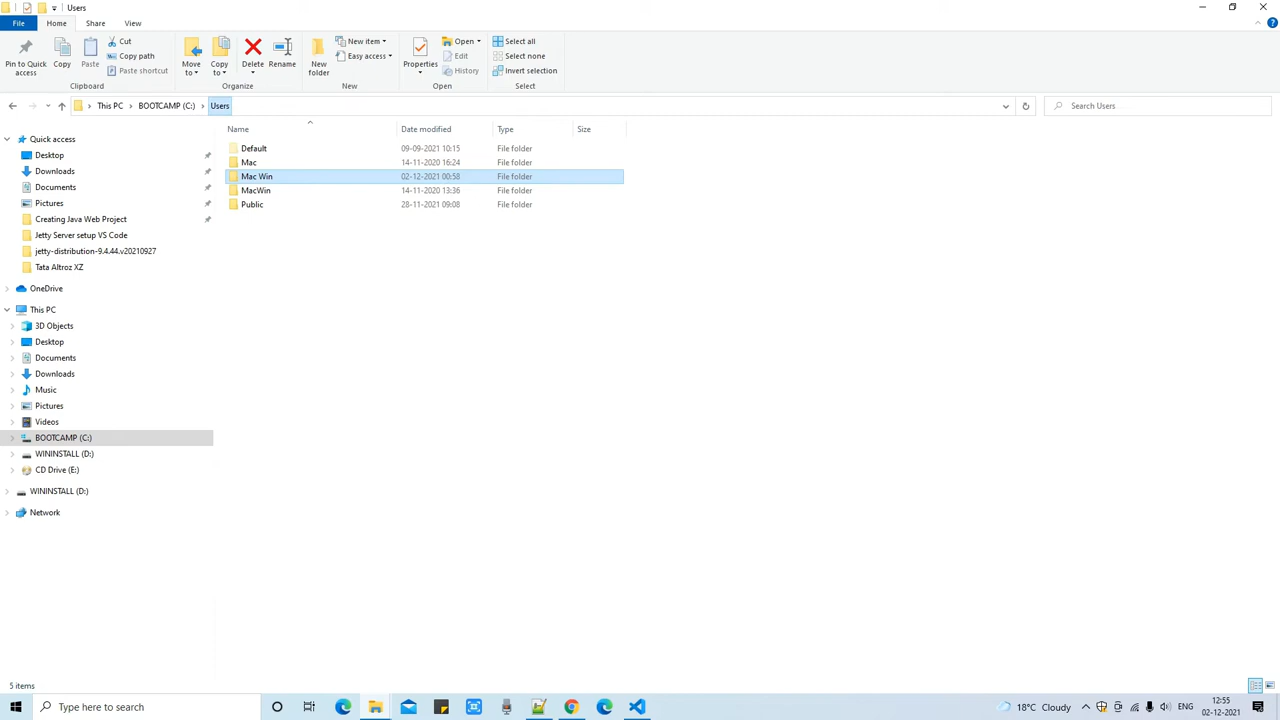 Users
File Home Share View
Pin to Quick access
Copy
Paste
Cut
Copy path
Paste shortcut
Clipboard
Move to
Copy to
Delete
Rename
Organize
New folder
New item
Easy access
New
Properties
Open
Edit
History
Open
Select all
Select none
Invert selection
Select
This PC > BOOTCAMP (C:) > Users
Search Users
Name Date modified Type Size
Default 09-09-2021 10:15 File folder
Mac 14-11-2020 16:24 File folder
Mac Win 02-12-2021 00:58 File folder
MacWin 14-11-2020 13:36 File folder
Public 28-11-2021 09:08 File folder
Quick access
Desktop
Downloads
Documents
Pictures
Creating Java Web Project
Jetty Server setup VS Code
jetty-distribution-9.4.44.v20210927
Tata Altroz XZ
OneDrive
This PC
3D Objects
Desktop
Documents
Downloads
Music
Pictures
Videos
BOOTCAMP (C:)
WININSTALL (D:)
CD Drive (E:)
WININSTALL (D:)
Network
5 items
Type here to search
18°C Cloudy
ENG
12:55
02-12-2021